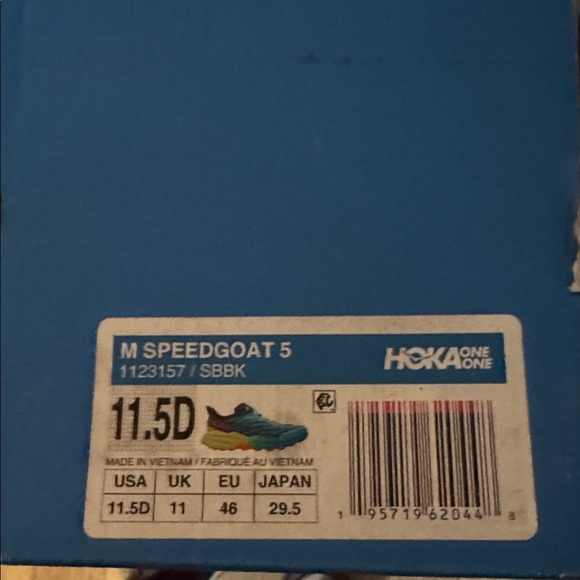 M SPEEDGOAT 5
HOKA ONE ONE
1123157 / SBBK
11.5D
MADE IN VIETNAM / FABRIQUÉ AU VIETNAM
USA UK EU JAPAN
11.5D 11 46 29.5
1 95719 62044 8